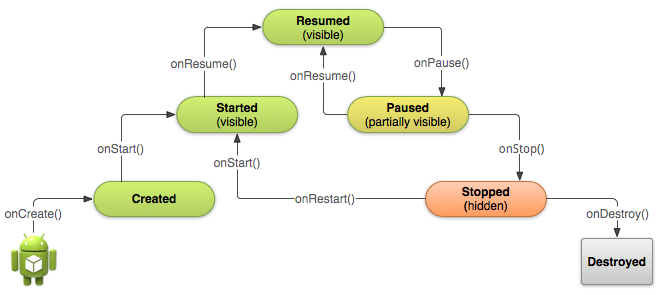 Resumed
(visible)
onResume()
onResume()
onPause()
Started
(visible)
Paused
(partially visible)
onStart()
onStart()
onStop()
Created
onRestart()
Stopped
(hidden)
onCreate()
onDestroy()
Destroyed